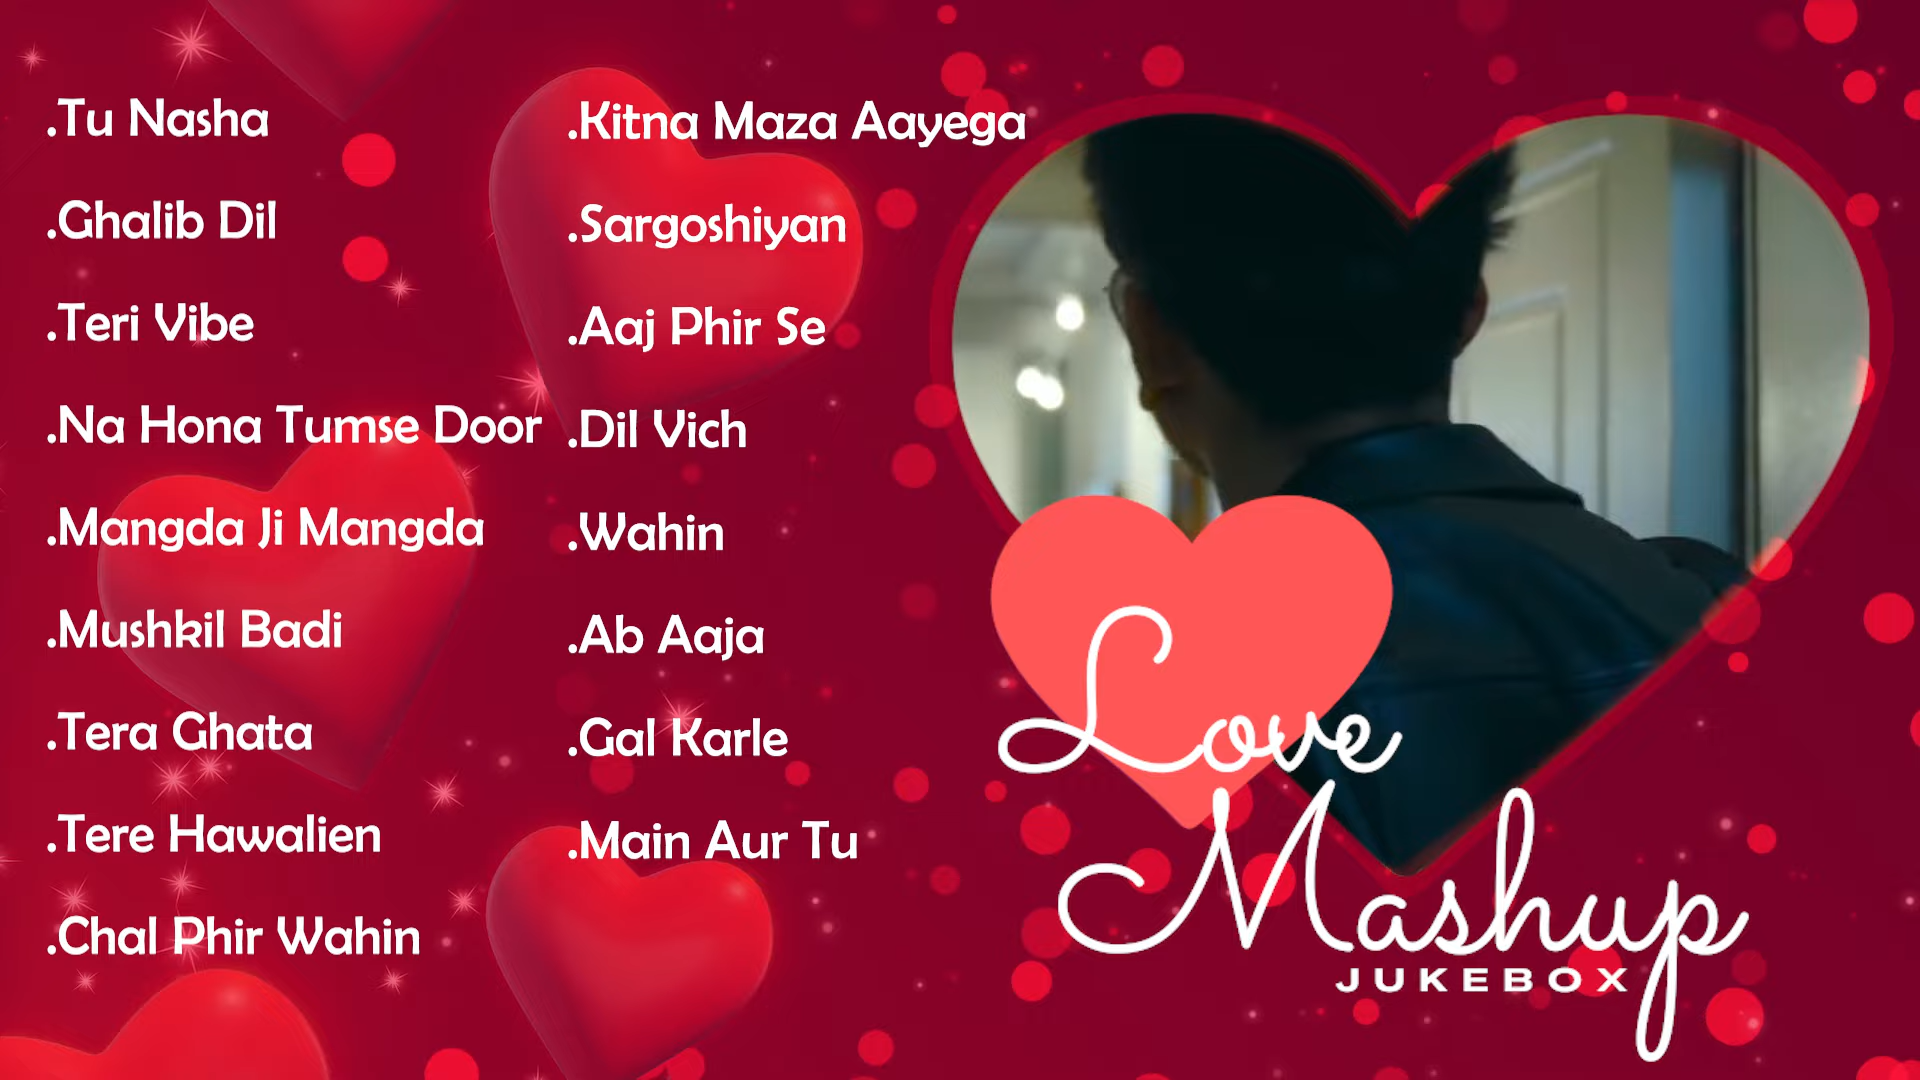 .Tu Nasha
.Ghalib Dil
.Teri Vibe
.Na Hona Tumse Door
.Mangda Ji Mangda
.Mushkil Badi
.Tera Ghata
.Tere Hawalien
.Chal Phir Wahin
.Kitna Maza Aayega
.Sargoshiyan
.Aaj Phir Se
.Dil Vich
.Wahin
.Ab Aaja
.Gal Karle
.Main Aur Tu
Love
Mashup
JUKEBOX